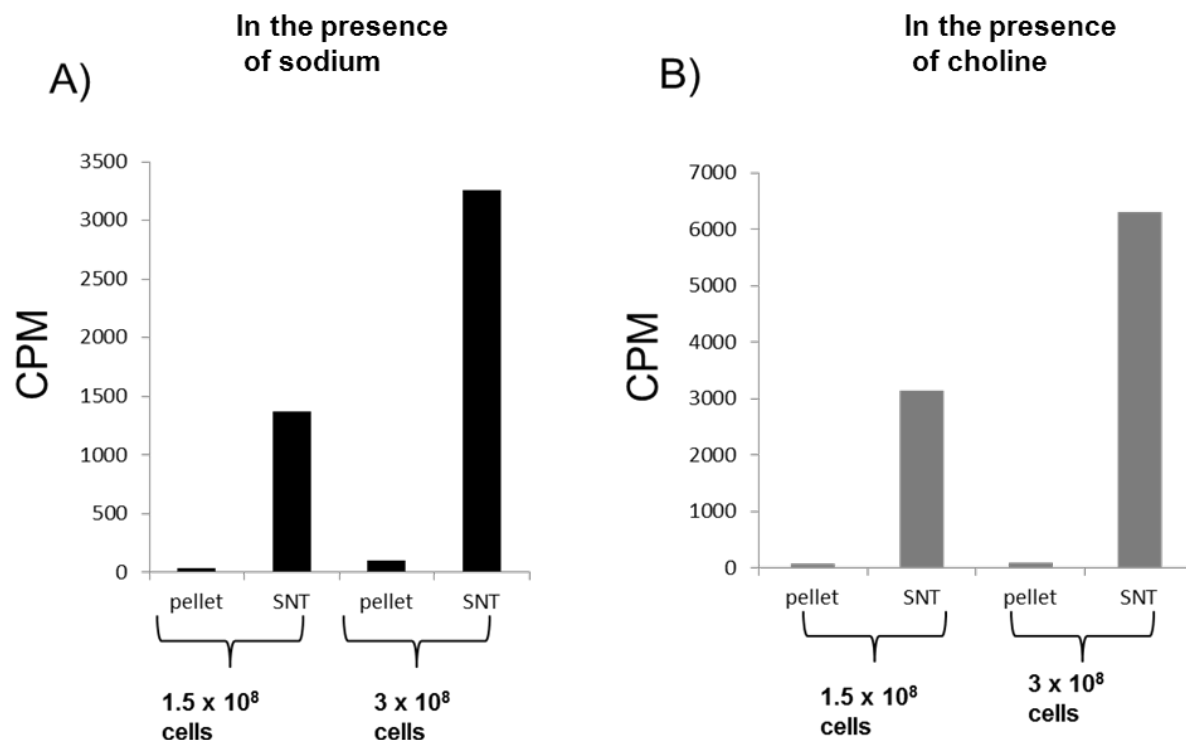 In the presence
of sodium
A)
3500
3000
2500
2000
1500
1000
500
0
CPM
pellet
SNT
pellet
SNT
1.5 x 10⁸
cells
3 x 10⁸
cells
In the presence
of choline
B)
7000
6000
5000
4000
3000
2000
1000
0
CPM
pellet
SNT
pellet
SNT
1.5 x 10⁸
cells
3 x 10⁸
cells